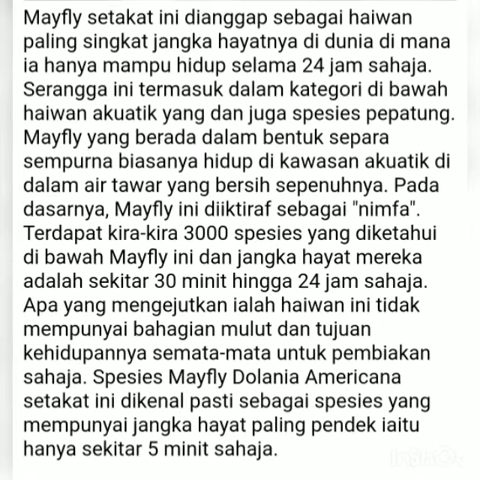 Mayfly setakat ini dianggap sebagai haiwan
paling singkat jangka hayatnya di dunia di mana
ia hanya mampu hidup selama 24 jam sahaja.
Serangga ini termasuk dalam kategori di bawah
haiwan akuatik yang dan juga spesies pepatung.
Mayfly yang berada dalam bentuk separa
sempurna biasanya hidup di kawasan akuatik di
dalam air tawar yang bersih sepenuhnya. Pada
dasarnya, Mayfly ini diiktiraf sebagai "nimfa".
Terdapat kira-kira 3000 spesies yang diketahui
di bawah Mayfly ini dan jangka hayat mereka
adalah sekitar 30 minit hingga 24 jam sahaja.
Apa yang mengejutkan ialah haiwan ini tidak
mempunyai bahagian mulut dan tujuan
kehidupannya semata-mata untuk pembiakan
sahaja. Spesies Mayfly Dolania Americana
setakat ini dikenal pasti sebagai spesies yang
mempunyai jangka hayat paling pendek iaitu
hanya sekitar 5 minit sahaja.